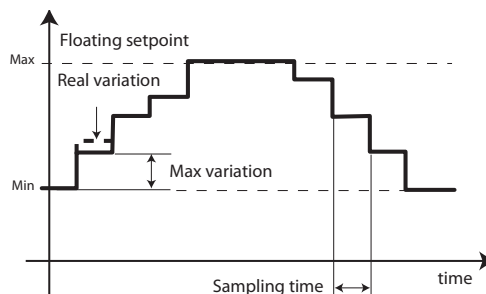 Floating setpoint
Max
Real variation
Max variation
Min
time
Sampling time